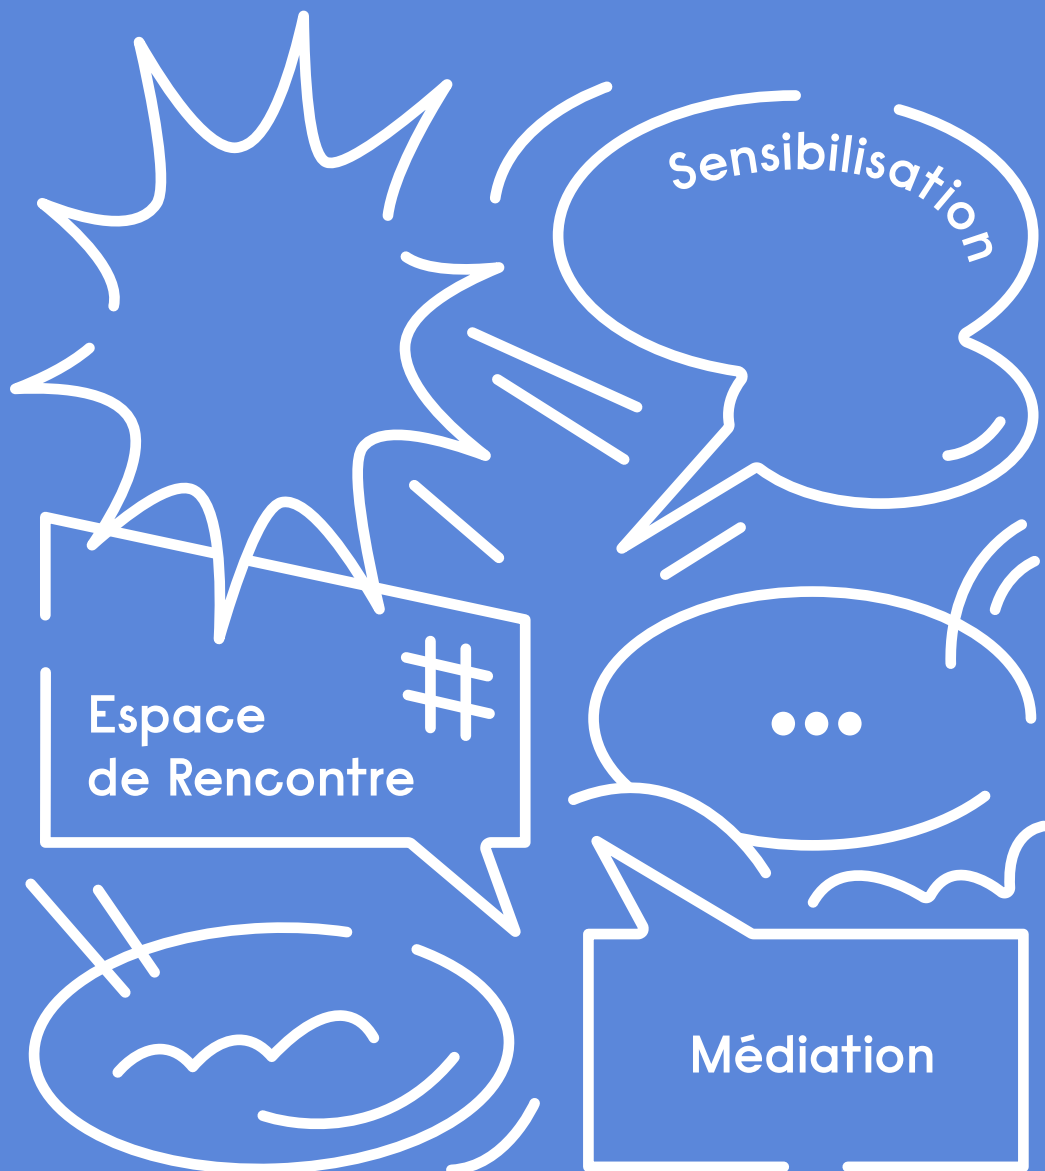 Sensibilisation
#
Espace
de Rencontre
•••
Médiation